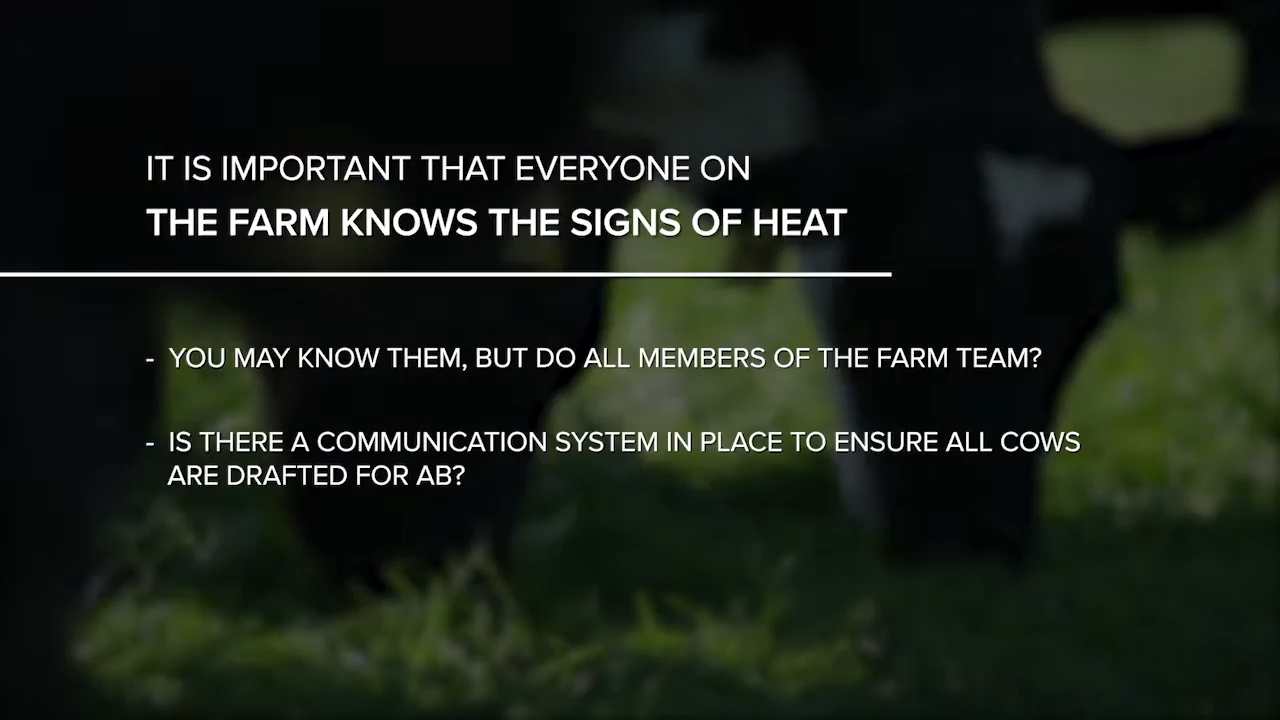 IT IS IMPORTANT THAT EVERYONE ON
THE FARM KNOWS THE SIGNS OF HEAT
- YOU MAY KNOW THEM, BUT DO ALL MEMBERS OF THE FARM TEAM?
- IS THERE A COMMUNICATION SYSTEM IN PLACE TO ENSURE ALL COWS
ARE DRAFTED FOR AB?